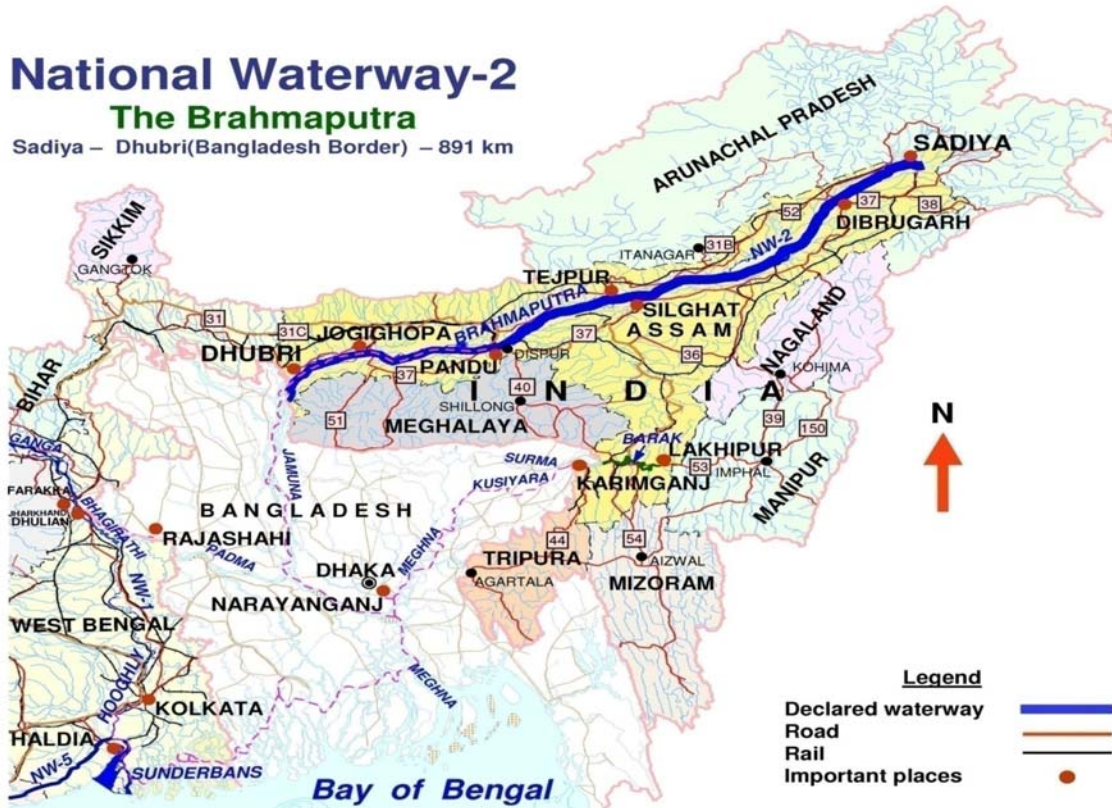 National Waterway-2
The Brahmaputra
Sadiya – Dhubri(Bangladesh Border) – 891 km
ARUNACHAL PRADESH
SADIYA
52
37
38
DIBRUGARH
31B
ITANAGAR
NW-2
SIKKIM
GANGTOK
TEJPUR
BRAHMAPUTRA
SILGHAT
ASSAM
31
31C
JOGIGHOPA
37
NAGALAND
DHUBRI
PANDU
DISPUR
36
KOHIMA
37
INDIA
BIHAR
40
SHILLONG
51
MEGHALAYA
39
150
N
GANGA
JAMUNA
SURMA
BARAK
LAKHIPUR
53
IMPHAL
MANIPUR
KUSIYARA
KARIMGANJ
FARAKKA
JHARKHAND
DHULIAN
BHAGIRATHI
BANGLADESH
RAJASHAHI
PADMA
MEGHNA
44
54
TRIPURA
AIZWAL
DHAKA
AGARTALA
MIZORAM
NW-1
NARAYANGANJ
WEST BENGAL
MEGHNA
HOOGHLY
KOLKATA
HALDIA
NW-5
SUNDERBANS
Bay of Bengal
Legend
Declared waterway
Road
Rail
Important places